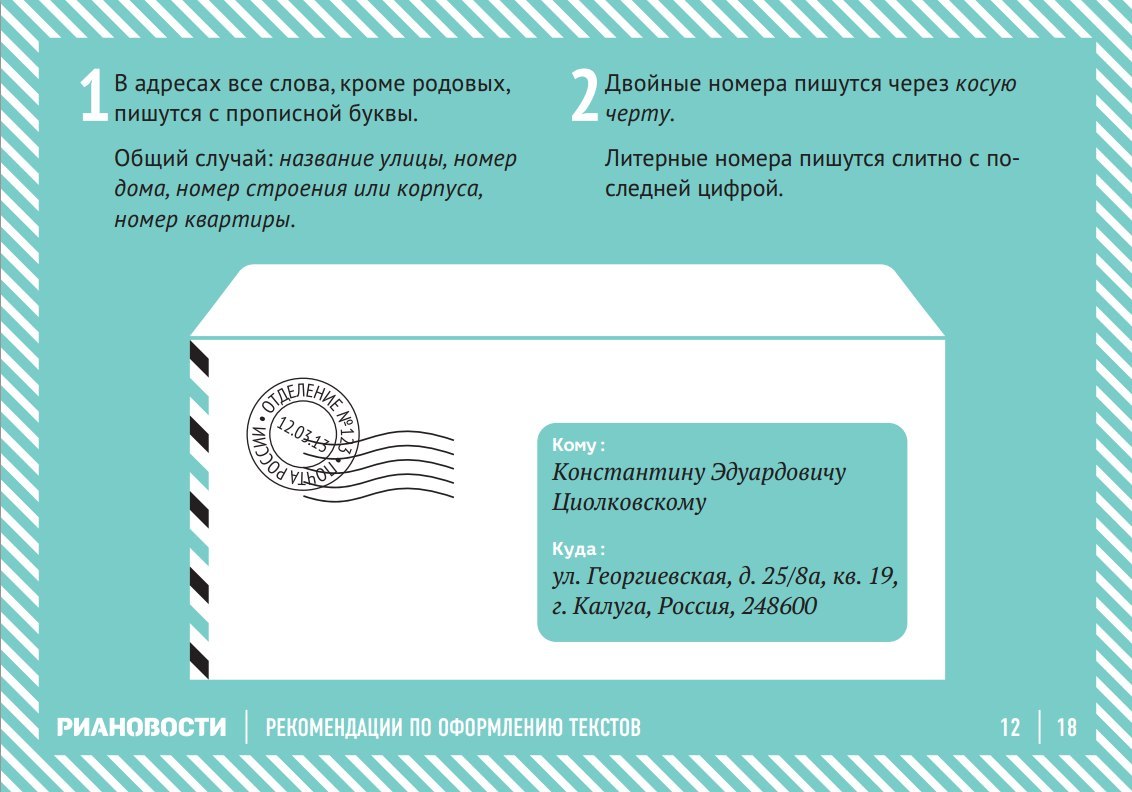 1
В адресах все слова, кроме родовых,
пишутся с прописной буквы.
Общий случай: название улицы, номер
дома, номер строения или корпуса,
номер квартиры.
2
Двойные номера пишутся через косую
черту.
Литерные номера пишутся слитно с по-
следней цифрой.
ПОЧТА РОССИИ • ОТДЕЛЕНИЕ №123 •
12.03.13
Кому:
Константину Эдуардовичу
Циолковскому
Куда:
ул. Георгиевская, д. 25/8а, кв. 19,
г. Калуга, Россия, 248600
РИАНОВОСТИ | РЕКОМЕНДАЦИИ ПО ОФОРМЛЕНИЮ ТЕКСТОВ 12 | 18